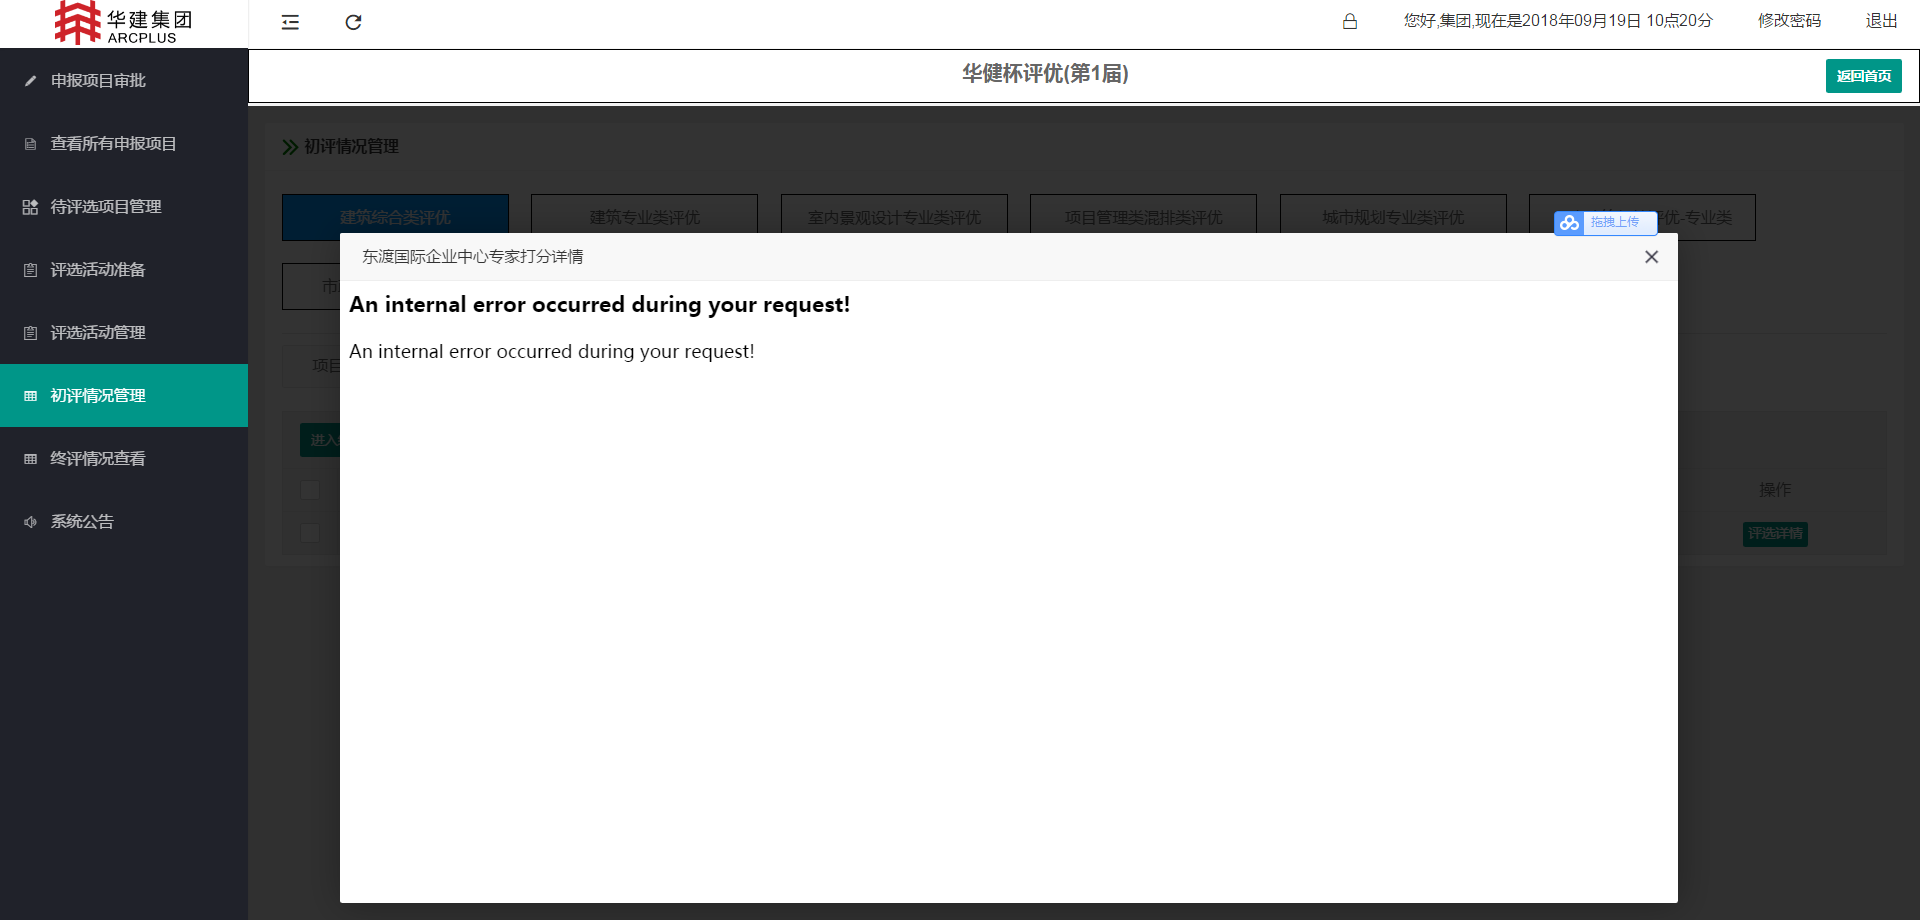 华建集团
ARCPLUS
您好,集团,现在是2018年09月19日 10点20分
修改密码
退出
华健杯评优(第1届)
返回首页
申报项目审批
查看所有申报项目
待评选项目管理
评选活动准备
评选活动管理
初评情况管理
终评情况查看
系统公告
初评情况管理
建筑综合类评优
建筑专业类评优
室内景观设计专业类评优
项目管理类混排类评优
城市规划专业类评优
评优-专业类
拖拽上传
市
项目
进入
操作
评选详情
东渡国际企业中心专家打分详情
An internal error occurred during your request!
An internal error occurred during your request!